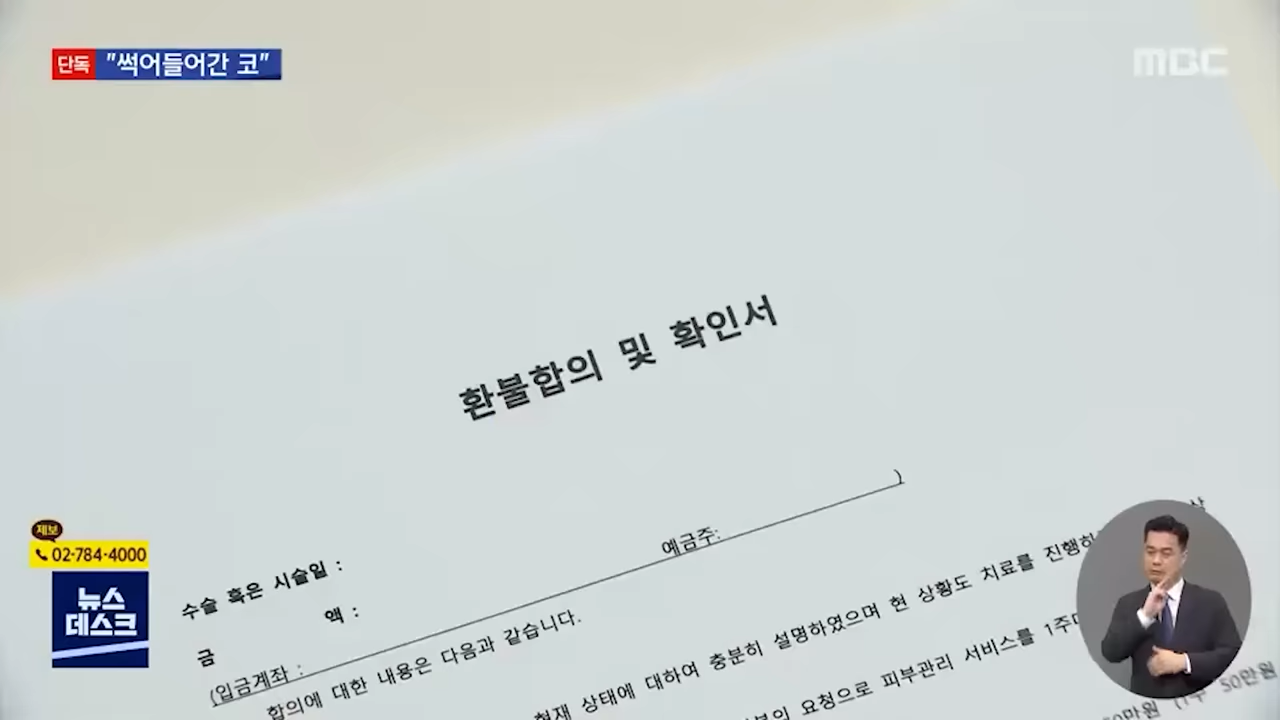 단독 "썩어들어간 코"
MBC
환불합의 및 확인서
수술 혹은 시술일 :
금 액 :
(입금계좌 : 예금주: )
합의에 대한 내용은 다음과 같습니다.
현재 상태에 대하여 충분히 설명하였으며 현 상황도 치료를 진행하
요청으로 피부관리 서비스를 1주
50만원
제보
02-784-4000
뉴스
데스크